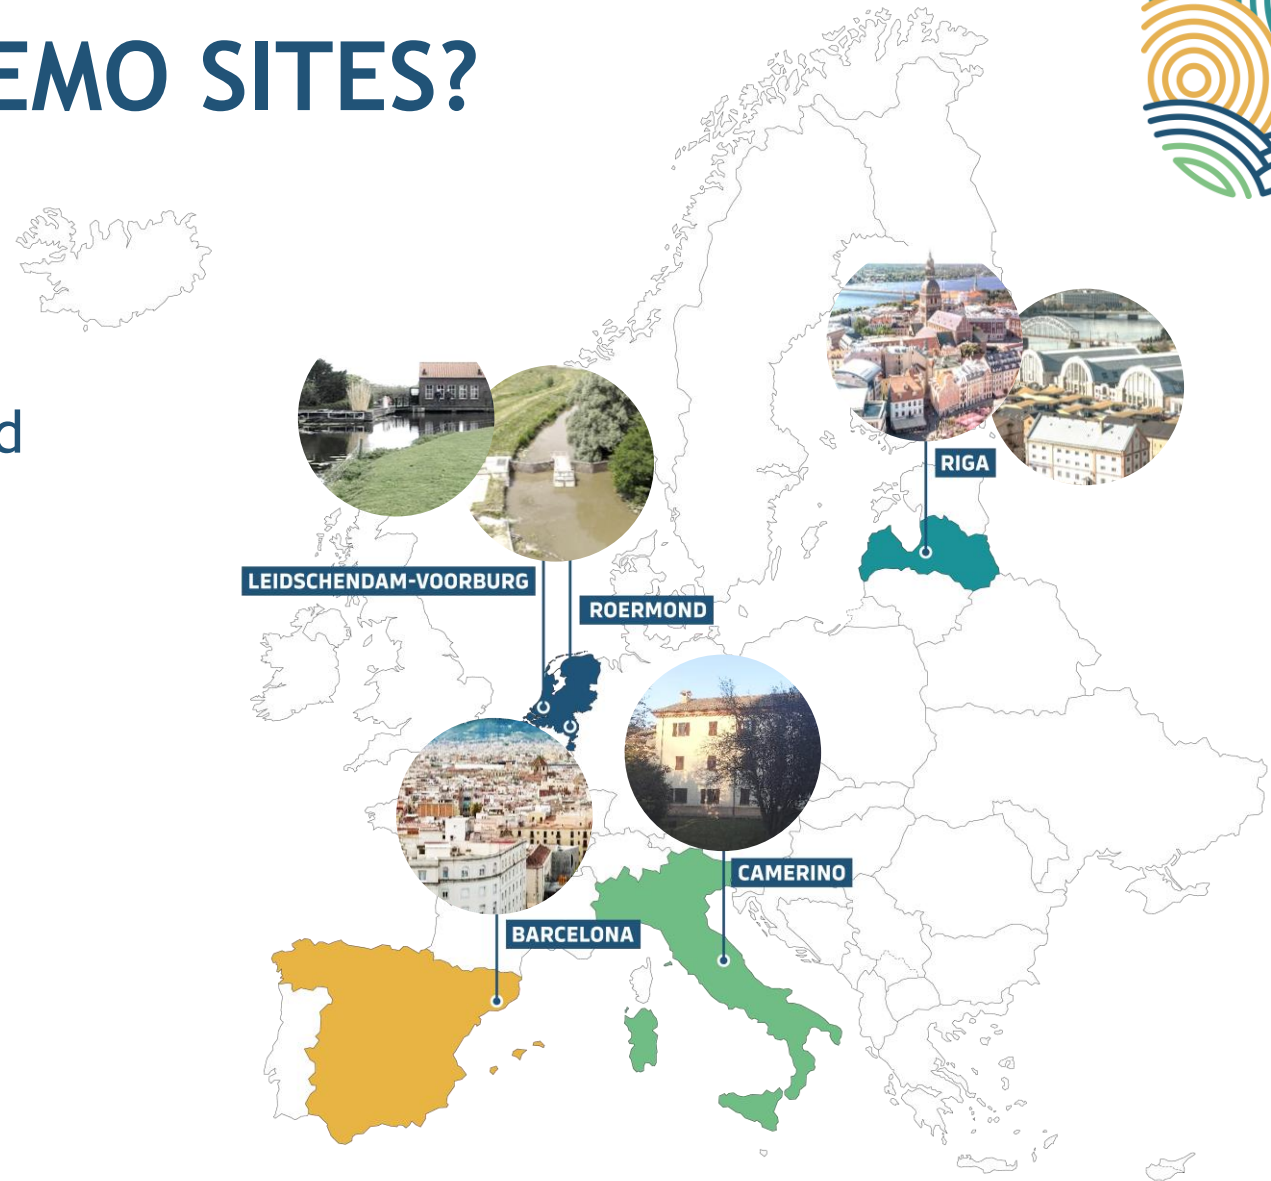 EMO SITES?
d
RIGA
LEIDSCHENDAM-VOORBURG
ROERMOND
CAMERINO
BARCELONA